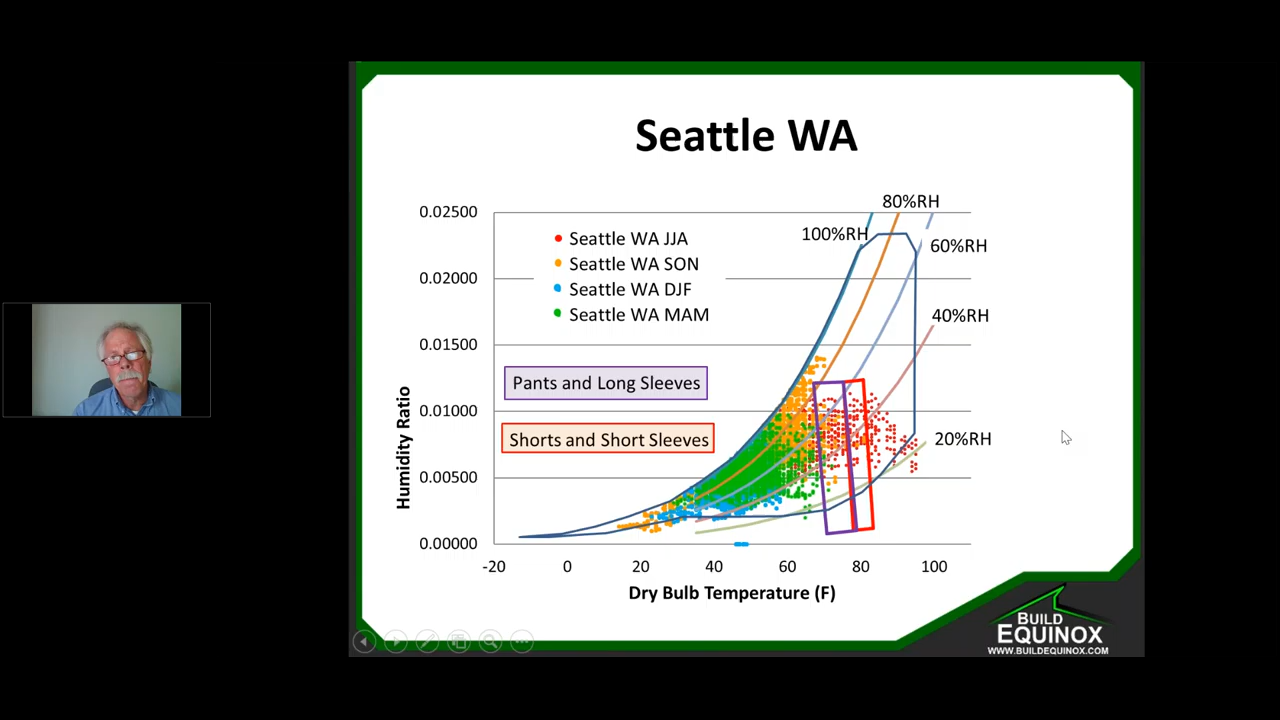 Seattle WA
80%RH
0.02500
100%RH
Seattle WA JJA
60%RH
Seattle WA SON
0.02000
Seattle WA DJF
Seattle WA MAM
40%RH
0.01500
Pants and Long Sleeves
0.01000
Shorts and Short Sleeves
20%RH
Humidity Ratio
0.00500
0.00000
-20 0 20 40 60 80 100
Dry Bulb Temperature (F)
BUILD
EQUINOX
WWW.BUILDEQUINOX.COM